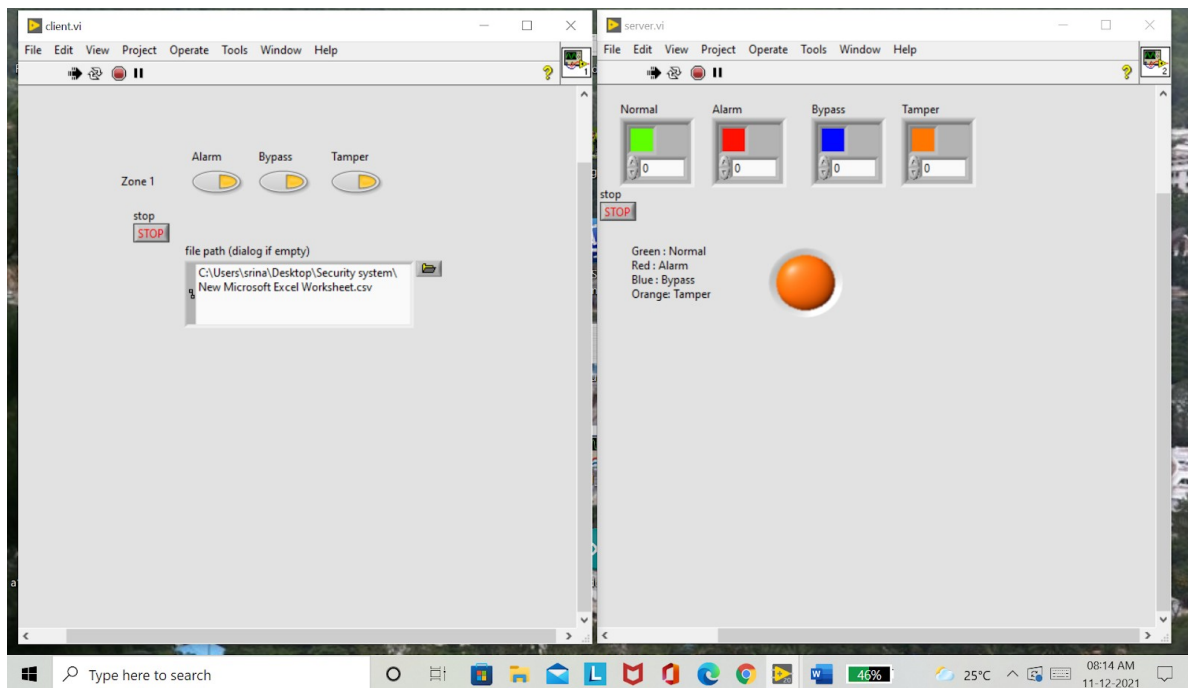 client.vi
File Edit View Project Operate Tools Window Help
1
Alarm Bypass Tamper
Zone 1
stop
STOP
file path (dialog if empty)
C:\Users\srina\Desktop\Security system\
New Microsoft Excel Worksheet.csv
server.vi
File Edit View Project Operate Tools Window Help
2
Normal Alarm Bypass Tamper
0 0 0 0
stop
STOP
Green : Normal
Red : Alarm
Blue : Bypass
Orange: Tamper
Type here to search
L
W
46%
25°C
08:14 AM
11-12-2021